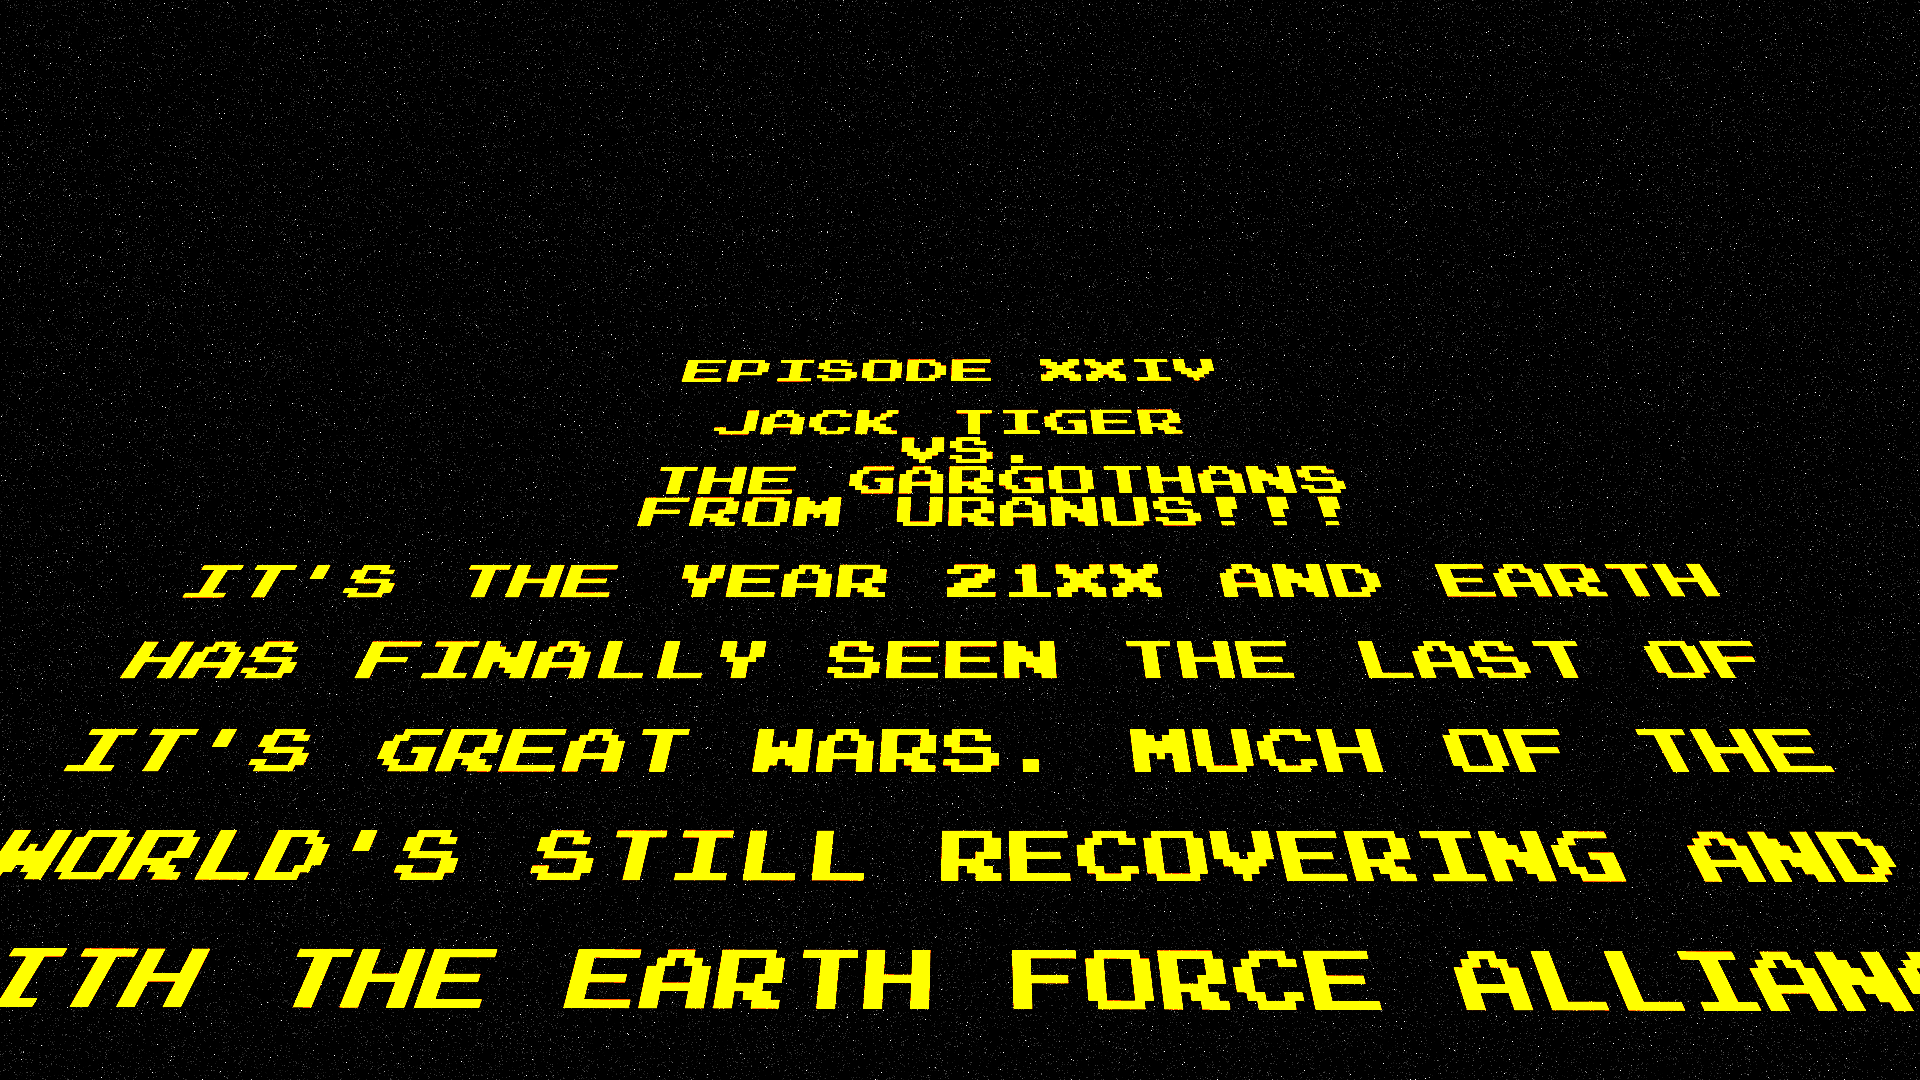 EPISODE XXIV
JACK TIGER
VS.
THE GARGOTHANS
FROM URANUS!!!
IT'S THE YEAR 21XX AND EARTH
HAS FINALLY SEEN THE LAST OF
IT'S GREAT WARS. MUCH OF THE
WORLD'S STILL RECOVERING AND
THE EARTH FORCE